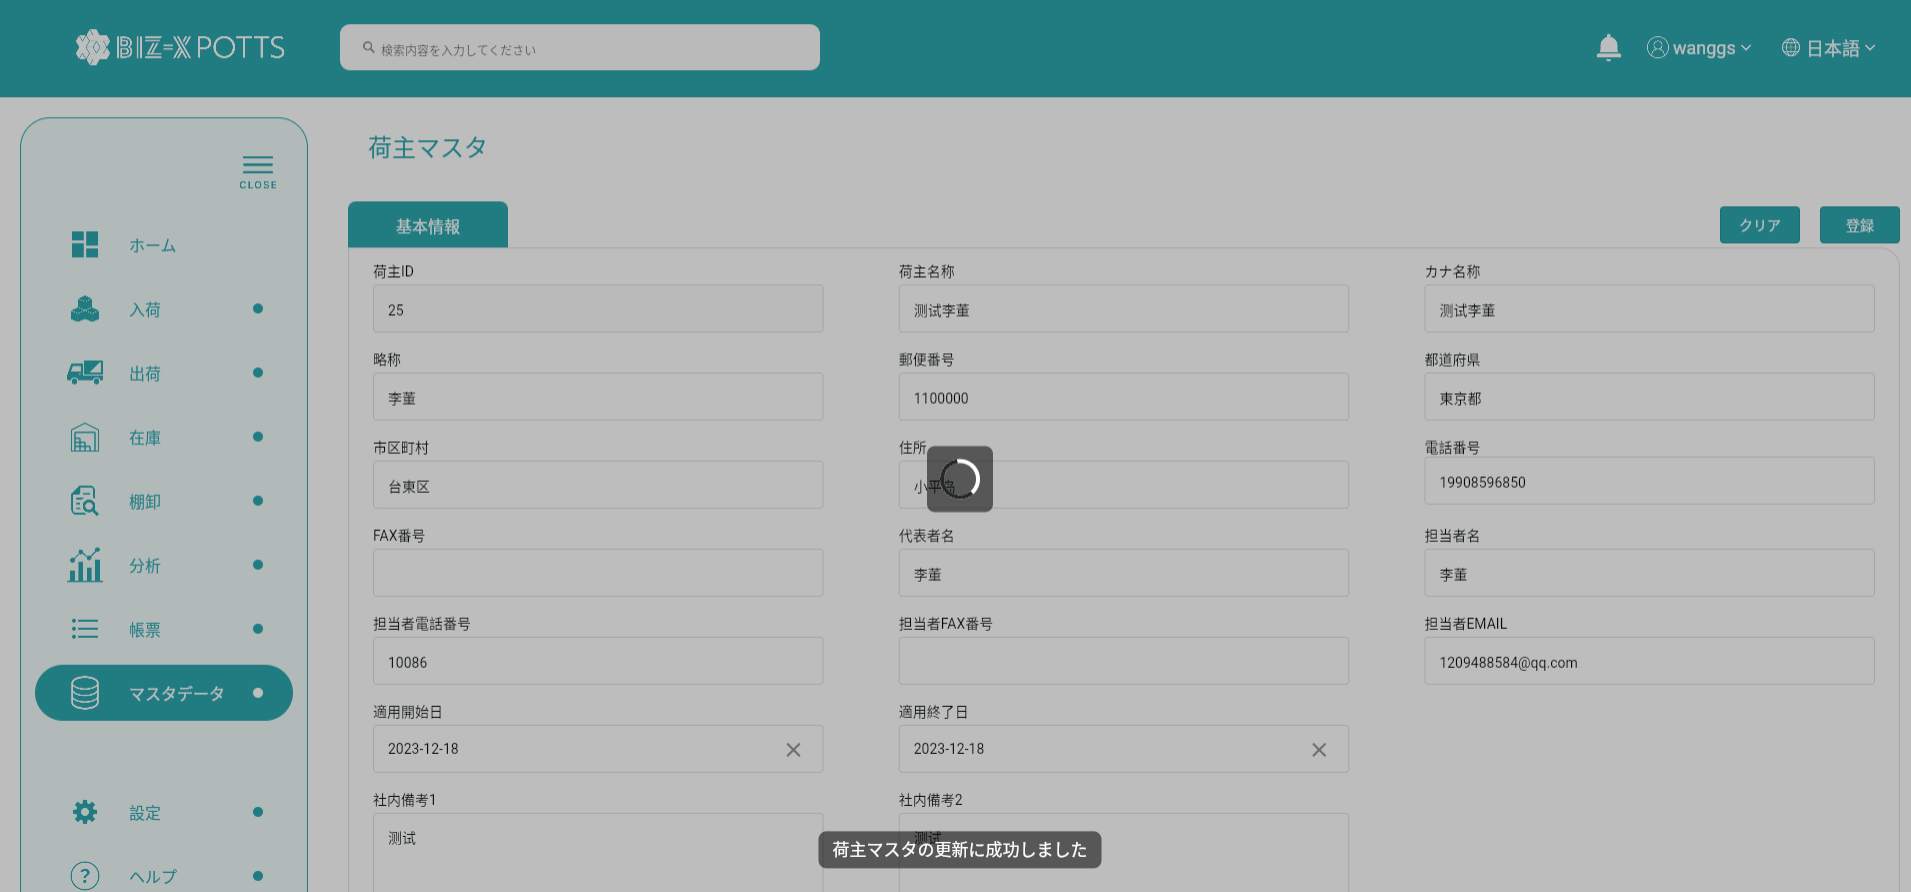 BIZ-X POTTS
検索内容を入力してください
wanggs
日本語
CLOSE
ホーム
入荷
出荷
在庫
棚卸
分析
帳票
マスタデータ
設定
ヘルプ
荷主マスタ
基本情報
クリア
登録
荷主ID
荷主名称
カナ名称
25
测试李董
测试李董
略称
郵便番号
都道府県
李董
1100000
東京都
市区町村
住所
電話番号
台東区
小平岛
19908596850
FAX番号
代表者名
担当者名
李董
李董
担当者電話番号
担当者FAX番号
担当者EMAIL
10086
1209488584@qq.com
適用開始日
適用終了日
2023-12-18
2023-12-18
社内備考1
社内備考2
测试
测试
荷主マスタの更新に成功しました